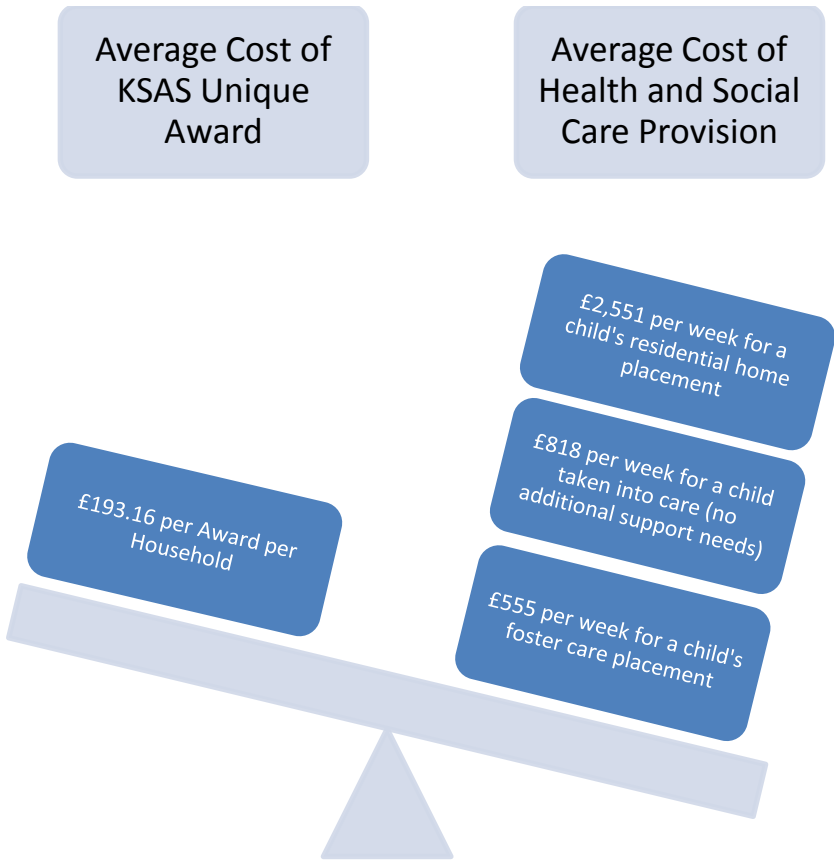 Average Cost of
KSAS Unique
Award
Average Cost of
Health and Social
Care Provision
£2,551 per week for a
child's residential home
placement
£818 per week for a child
taken into care (no
additional support needs)
£193.16 per Award per
Household
£555 per week for a child's
foster care placement